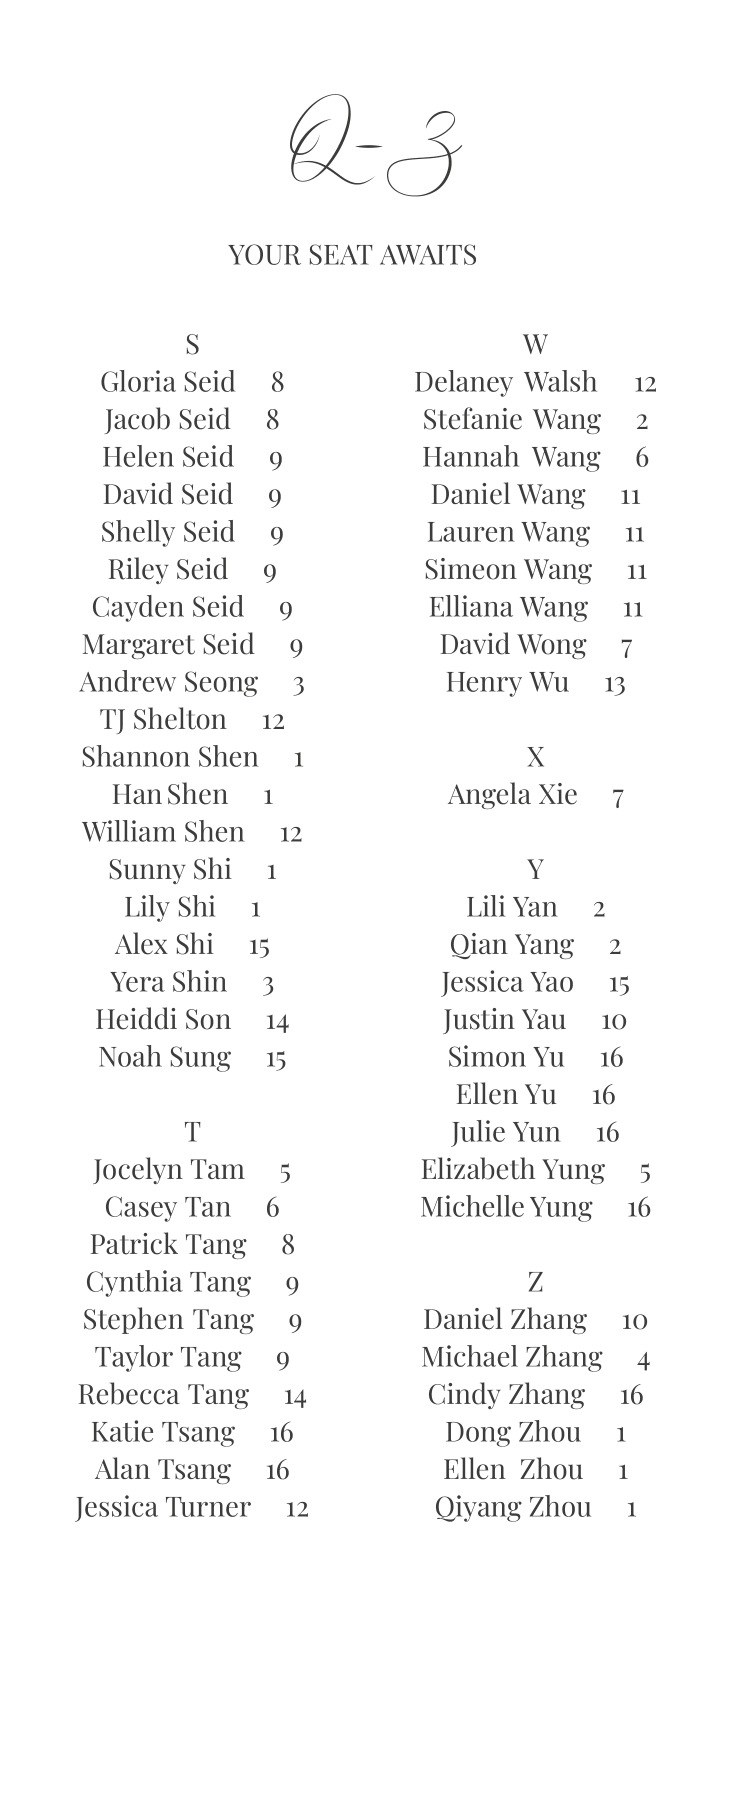 Q-Z
YOUR SEAT AWAITS
S
Gloria Seid 8
Jacob Seid 8
Helen Seid 9
David Seid 9
Shelly Seid 9
Riley Seid 9
Cayden Seid 9
Margaret Seid 9
Andrew Seong 3
TJ Shelton 12
Shannon Shen 1
Han Shen 1
William Shen 12
Sunny Shi 1
Lily Shi 1
Alex Shi 15
Yera Shin 3
Heiddi Son 14
Noah Sung 15
T
Jocelyn Tam 5
Casey Tan 6
Patrick Tang 8
Cynthia Tang 9
Stephen Tang 9
Taylor Tang 9
Rebecca Tang 14
Katie Tsang 16
Alan Tsang 16
Jessica Turner 12
W
Delaney Walsh 12
Stefanie Wang 2
Hannah Wang 6
Daniel Wang 11
Lauren Wang 11
Simeon Wang 11
Elliana Wang 11
David Wong 7
Henry Wu 13
X
Angela Xie 7
Y
Lili Yan 2
Qian Yang 2
Jessica Yao 15
Justin Yau 10
Simon Yu 16
Ellen Yu 16
Julie Yun 16
Elizabeth Yung 5
Michelle Yung 16
Z
Daniel Zhang 10
Michael Zhang 4
Cindy Zhang 16
Dong Zhou 1
Ellen Zhou 1
Qiyang Zhou 1